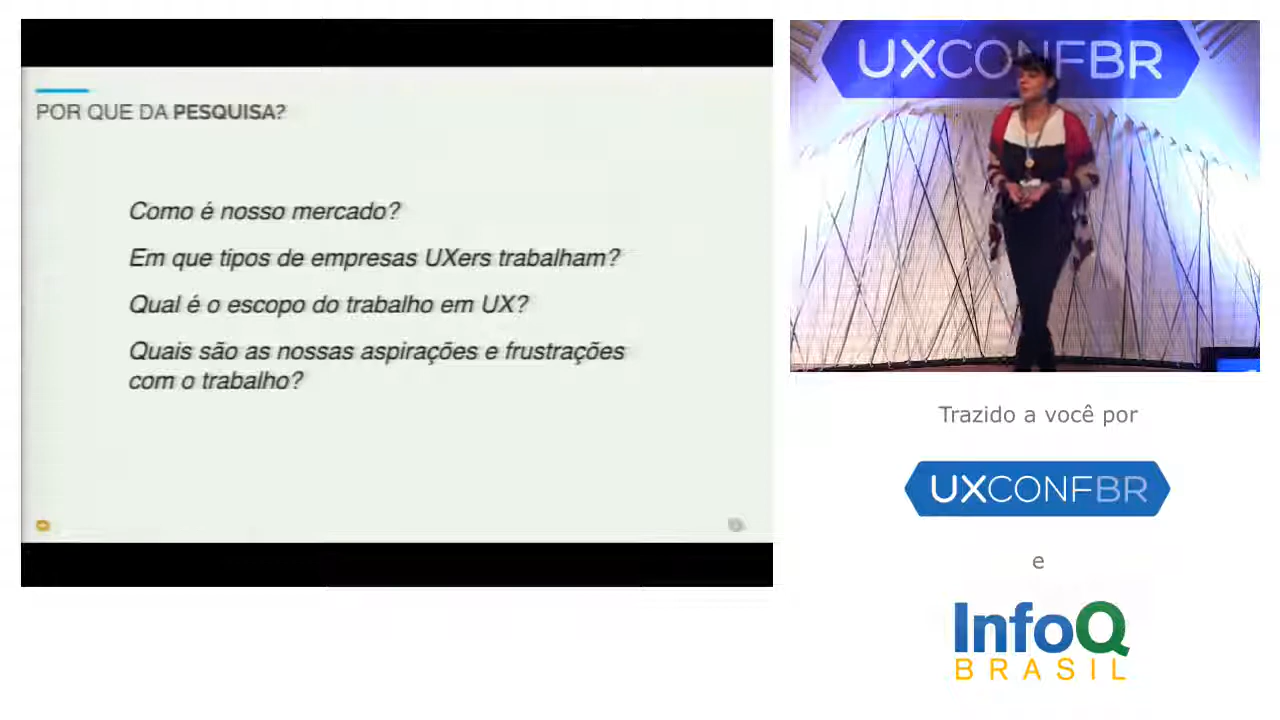 POR QUE DA PESQUISA?
Como é nosso mercado?
Em que tipos de empresas UXers trabalham?
Qual é o escopo do trabalho em UX?
Quais são as nossas aspirações e frustrações
com o trabalho?
UXCONFBR
Trazido a você por
UXCONFBR
e
InfoQ
BRASIL